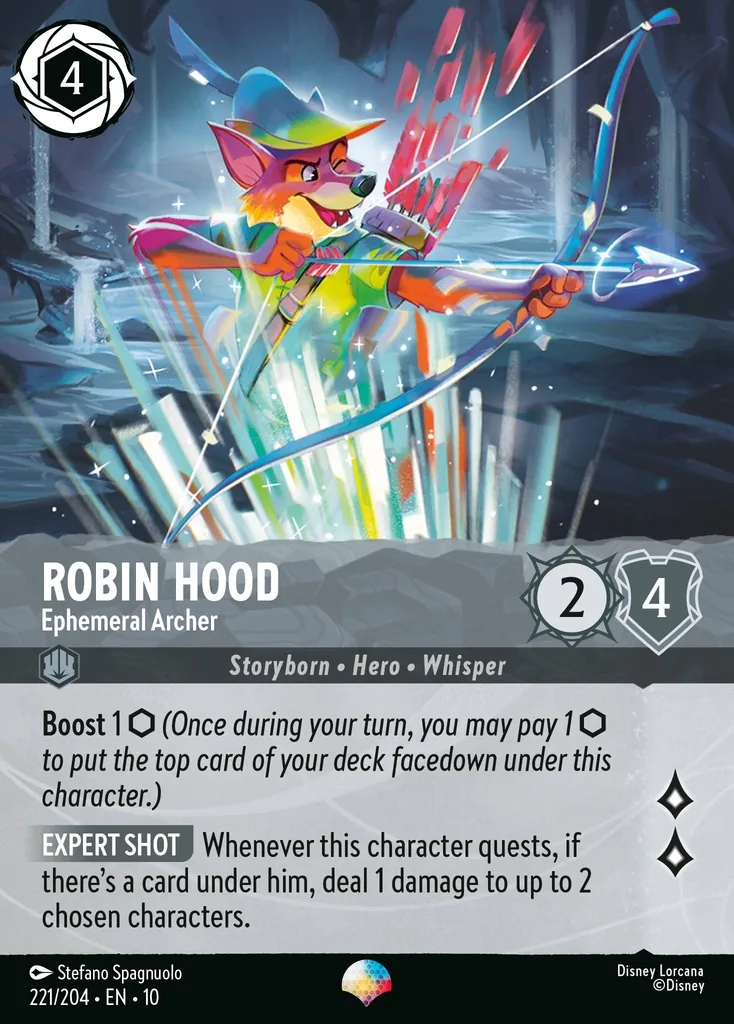 4
ROBIN HOOD
Ephemeral Archer
2
4
Storyborn • Hero • Whisper
Boost 1 ⬡ (Once during your turn, you may pay 1 ⬡
to put the top card of your deck facedown under this
character.)
EXPERT SHOT Whenever this character quests, if
there's a card under him, deal 1 damage to up to 2
chosen characters.
Stefano Spagnuolo
221/204 • EN • 10
Disney Lorcana
©Disney